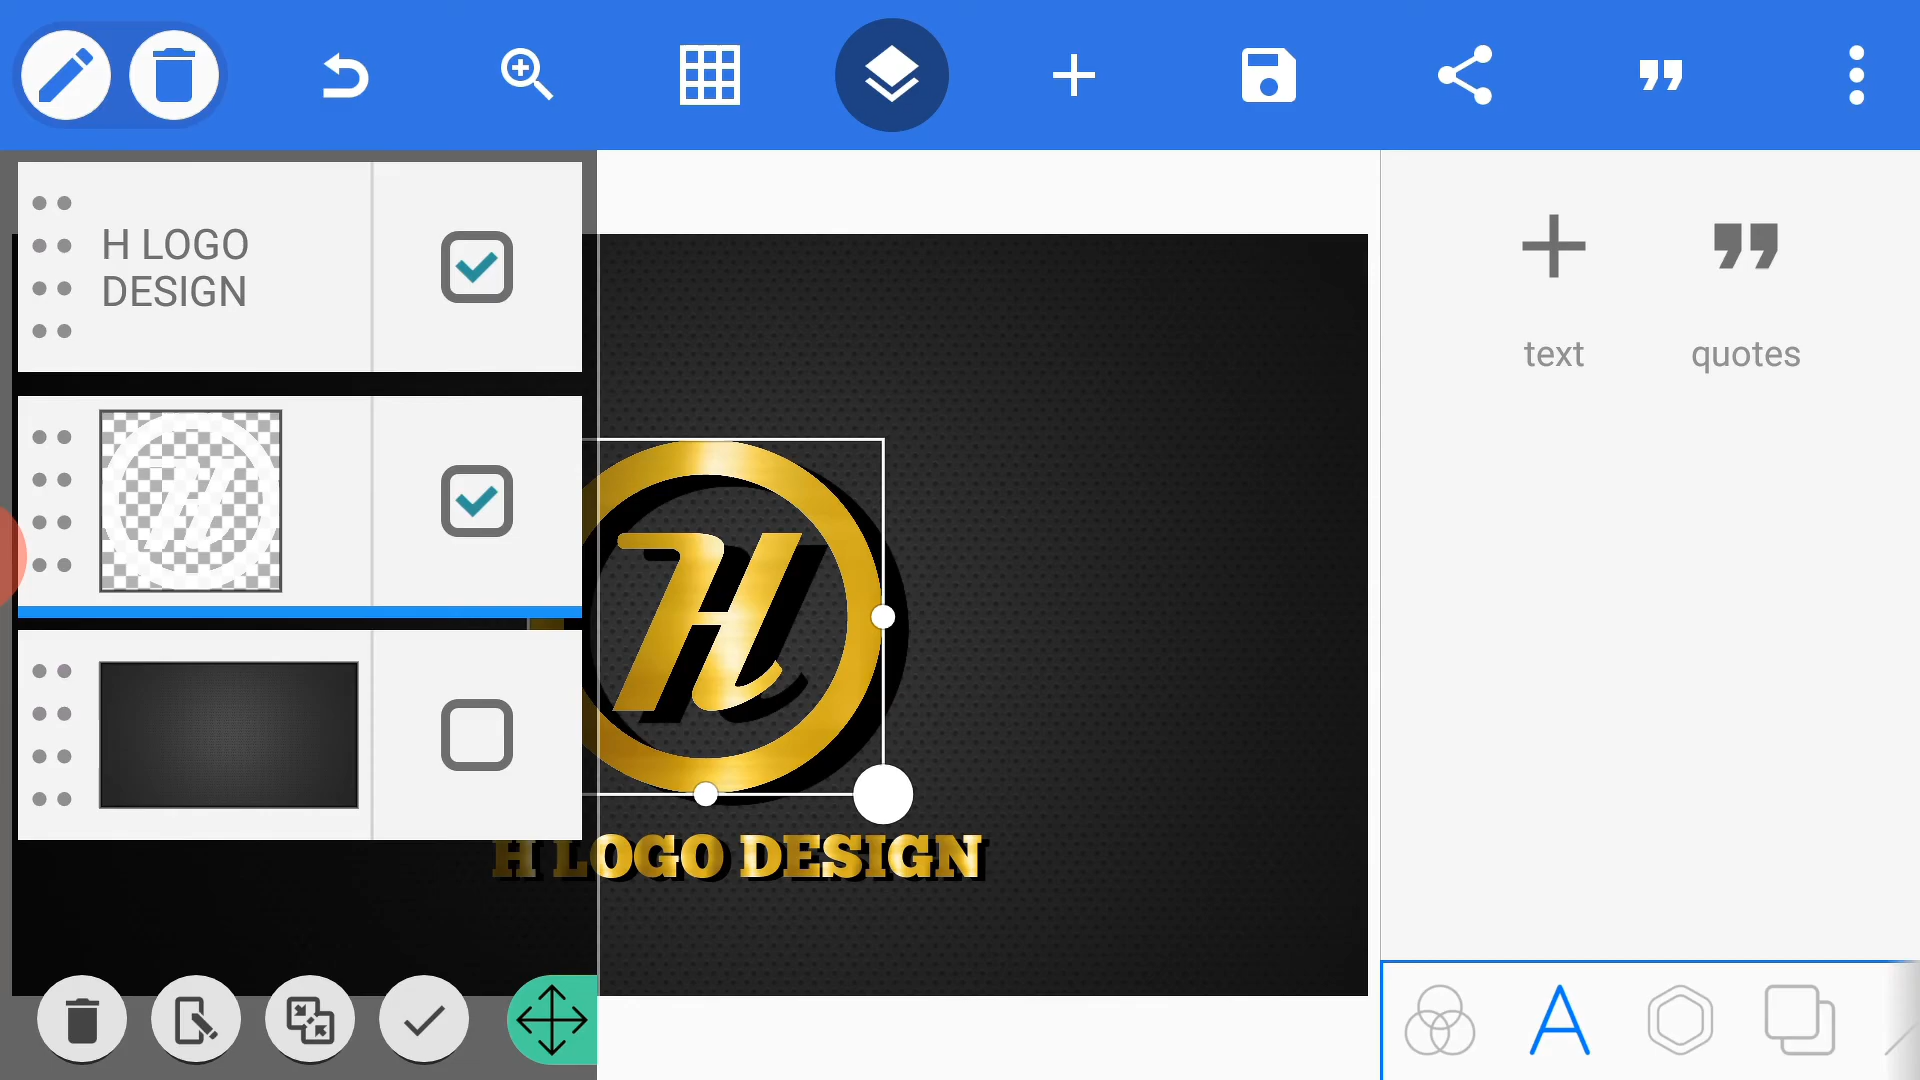 H LOGO
DESIGN
text
quotes
H
H LOGO DESIGN